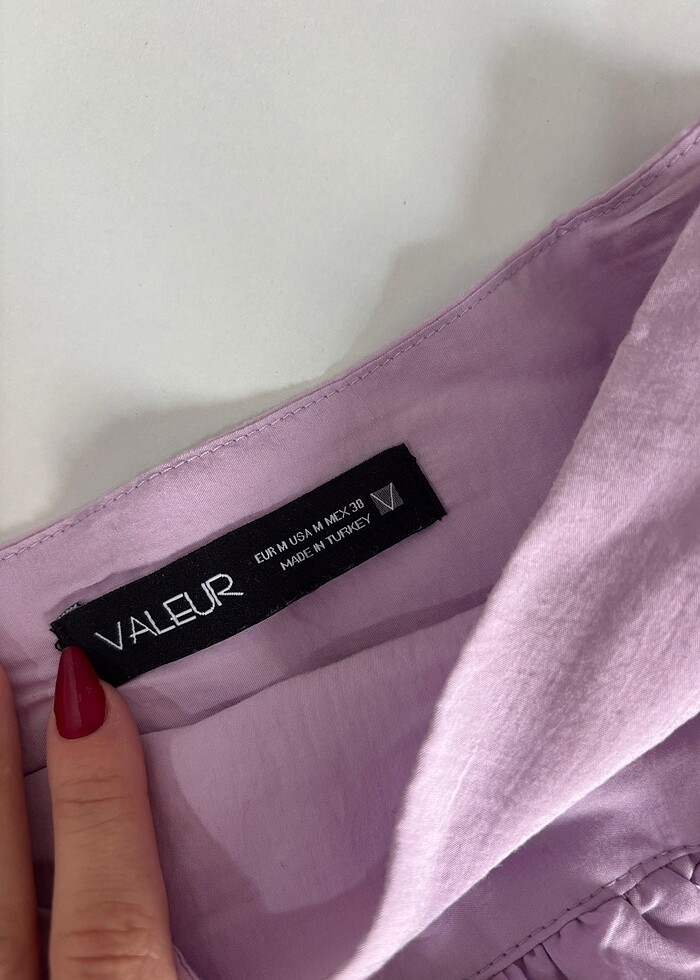 VALEUR
EUR M USA M MEX 38
MADE IN TURKEY
V